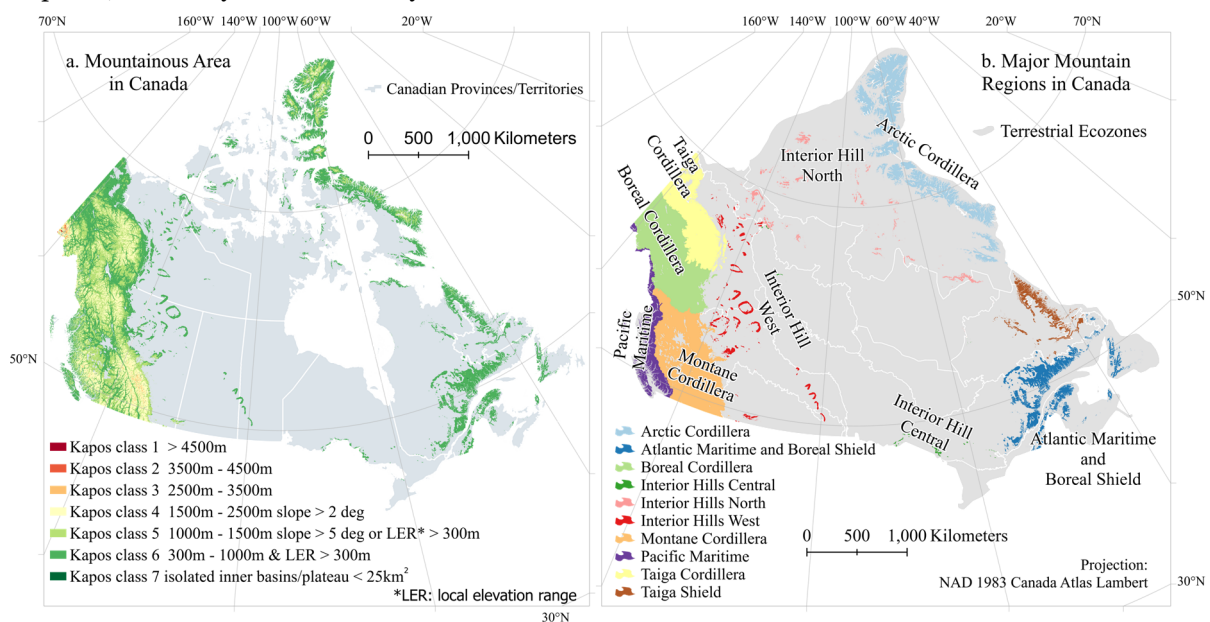 70°N
160°W
140°W
120°W
100°W
60°W
40°W
20°W
a. Mountainous Area
in Canada
Canadian Provinces/Territories
0 500 1,000 Kilometers
50°N
Kapos class 1 > 4500m
Kapos class 2 3500m - 4500m
Kapos class 3 2500m - 3500m
Kapos class 4 1500m - 2500m slope > 2 deg
Kapos class 5 1000m - 1500m slope > 5 deg or LER* > 300m
Kapos class 6 300m - 1000m & LER > 300m
Kapos class 7 isolated inner basins/plateau < 25km²
*LER: local elevation range
30°N
160°W
140°W
120°W
100°W
60°W
40°W
20°W
70°N
b. Major Mountain
Regions in Canada
Terrestrial Ecozones
Arctic Cordillera
Interior Hill
North
Taiga
Cordillera
Boreal Cordillera
Interior Hill
West
Pacific
Maritime
Montane
Cordillera
Interior Hill
Central
Atlantic Maritime
and
Boreal Shield
50°N
Arctic Cordillera
Atlantic Maritime and Boreal Shield
Boreal Cordillera
Interior Hills Central
Interior Hills North
Interior Hills West
Montane Cordillera
Pacific Maritime
Taiga Cordillera
Taiga Shield
0 500 1,000 Kilometers
Projection:
NAD 1983 Canada Atlas Lambert
30°N